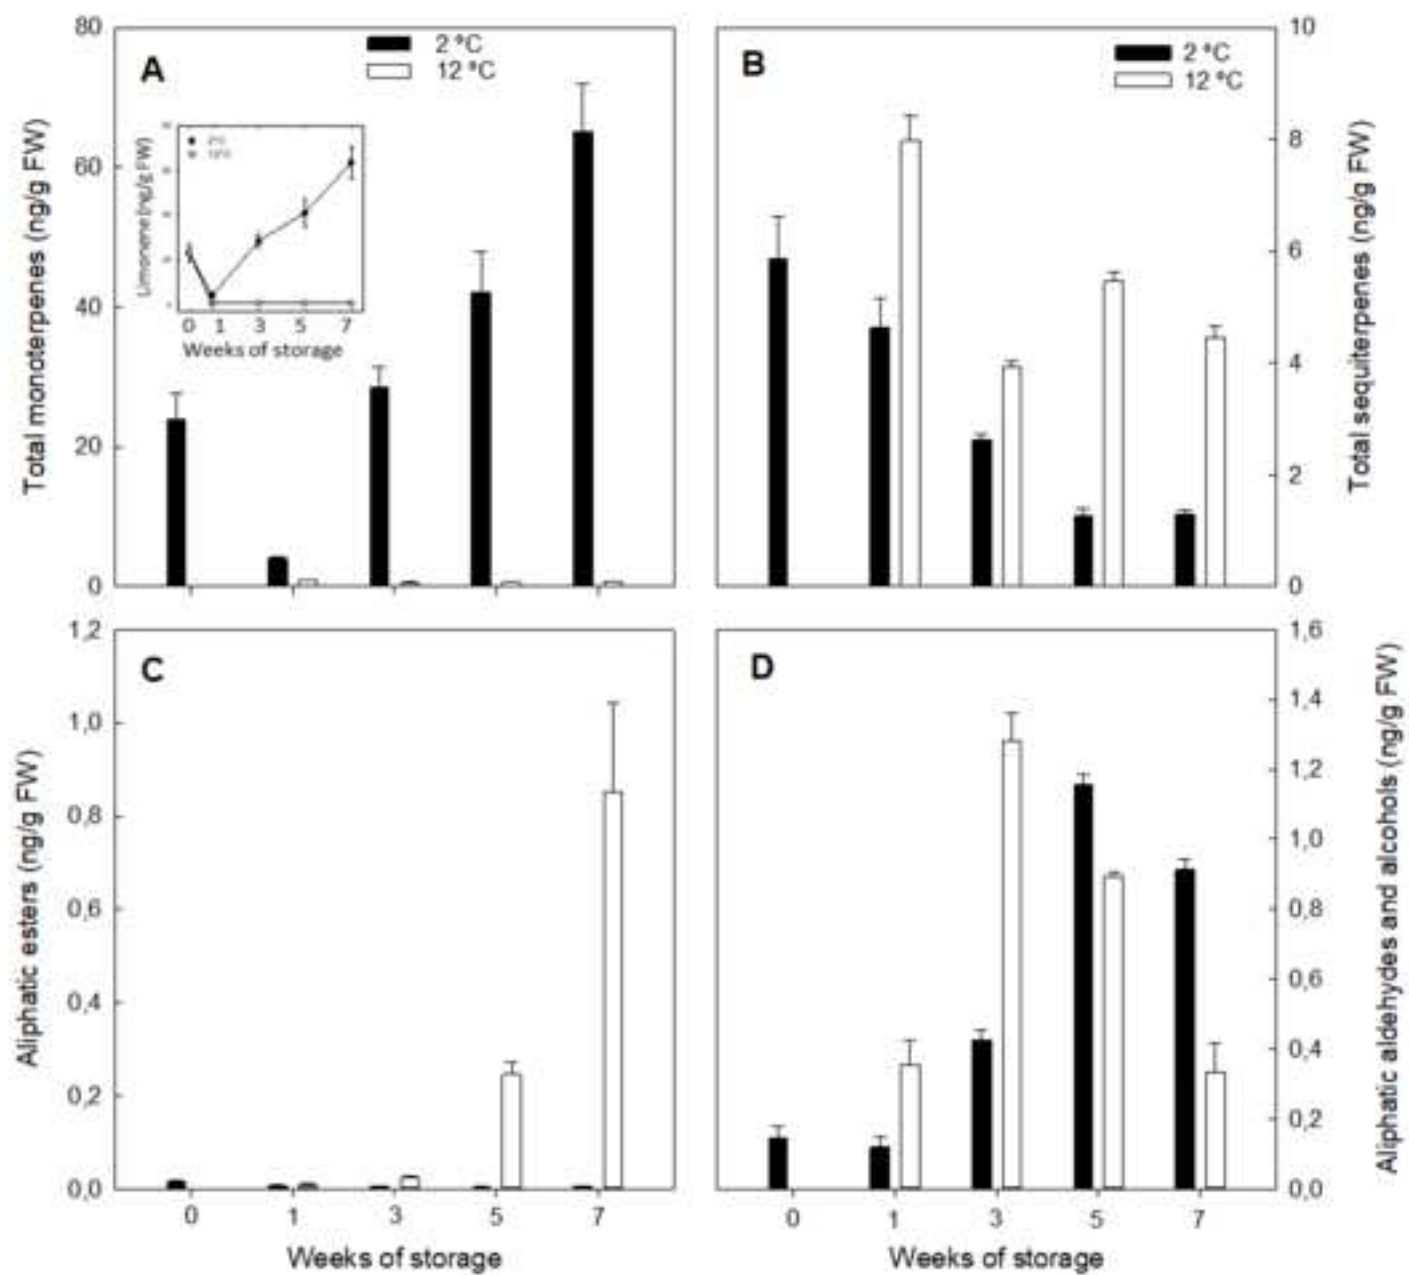 A
2 ºC
12 ºC
80
60
40
20
0
Total monoterpenes (ng/g FW)
Limonene (ng/g FW)
0 1 3 5 7
Weeks of storage
B
2 ºC
12 ºC
10
8
6
4
2
0
Total sequiterpenes (ng/g FW)
C
1,2
1,0
0,8
0,6
0,4
0,2
0,0
Aliphatic esters (ng/g FW)
0 1 3 5 7
Weeks of storage
D
1,6
1,4
1,2
1,0
0,8
0,6
0,4
0,2
0,0
Aliphatic aldehydes and alcohols (ng/g FW)
0 1 3 5 7
Weeks of storage